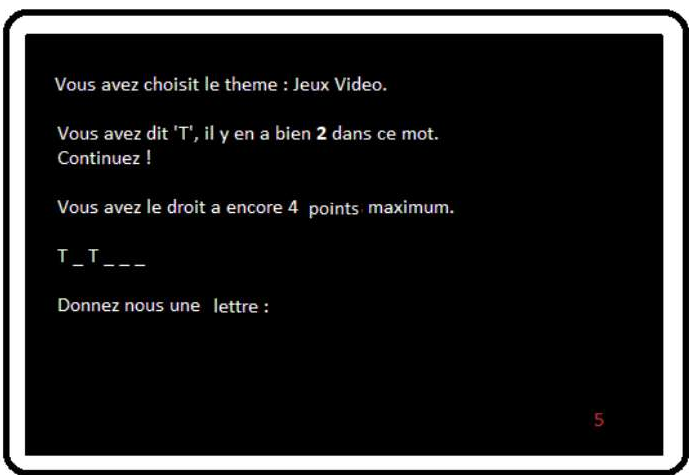 Vous avez choisit le theme : Jeux Video.
Vous avez dit 'T', il y en a bien 2 dans ce mot.
Continuez !
Vous avez le droit a encore 4 points maximum.
T _ T _ _ _
Donnez nous une lettre :
5